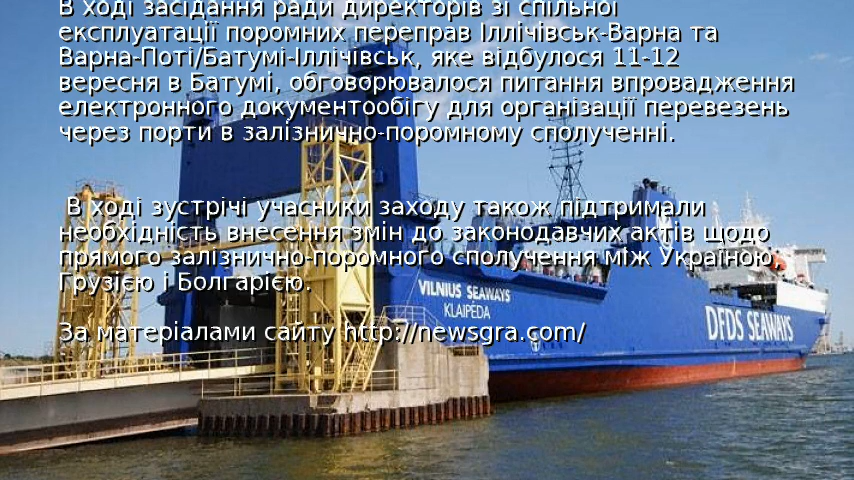 В ході засідання ради директорів зі спільної
експлуатації поромних переправ Іллічівськ-Варна та
Варна-Поті/Батумі-Іллічівськ, яке відбулося 11-12
вересня в Батумі, обговорювалося питання впровадження
електронного документообігу для організації перевезень
через порти в залізнично-поромному сполученні.
В ході зустрічі учасники заходу також підтримали
необхідність внесення змін до законодавчих актів щодо
прямого залізнично-поромного сполучення між Україною,
Грузією і Болгарією.
За матеріалами сайту http://newsgra.com/
VILNIUS SEAWAYS
KLAIPĖDA
DFDS SEAWAYS